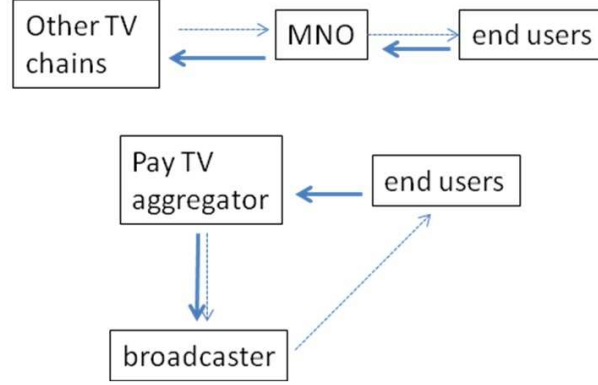 Other TV
chains
MNO
end users
Pay TV
aggregator
end users
broadcaster